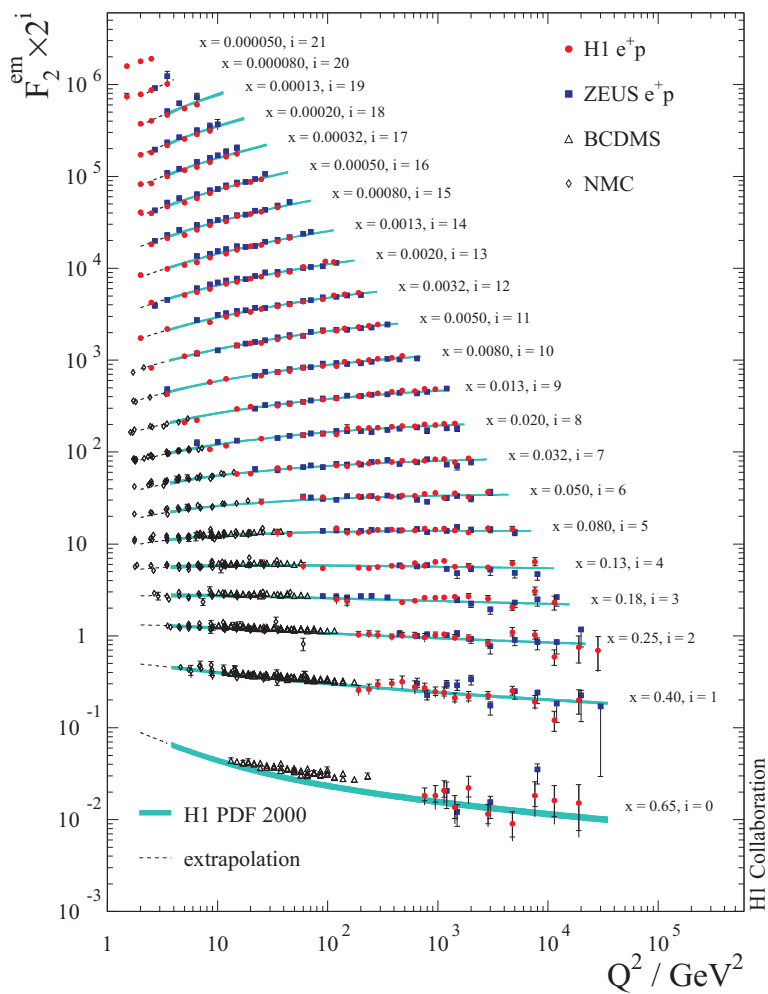 F₂ᵉᵐ × 2ⁱ
x = 0.000050, i = 21
x = 0.000080, i = 20
x = 0.00013, i = 19
x = 0.00020, i = 18
x = 0.00032, i = 17
x = 0.00050, i = 16
x = 0.00080, i = 15
x = 0.0013, i = 14
x = 0.0020, i = 13
x = 0.0032, i = 12
x = 0.0050, i = 11
x = 0.0080, i = 10
x = 0.013, i = 9
x = 0.020, i = 8
x = 0.032, i = 7
x = 0.050, i = 6
x = 0.080, i = 5
x = 0.13, i = 4
x = 0.18, i = 3
x = 0.25, i = 2
x = 0.40, i = 1
x = 0.65, i = 0
H1 e⁺p
ZEUS e⁺p
BCDMS
NMC
H1 PDF 2000
extrapolation
10⁶
10⁵
10⁴
10³
10²
10
1
10⁻¹
10⁻²
10⁻³
1 10 10² 10³ 10⁴ 10⁵
Q² / GeV²
H1 Collaboration